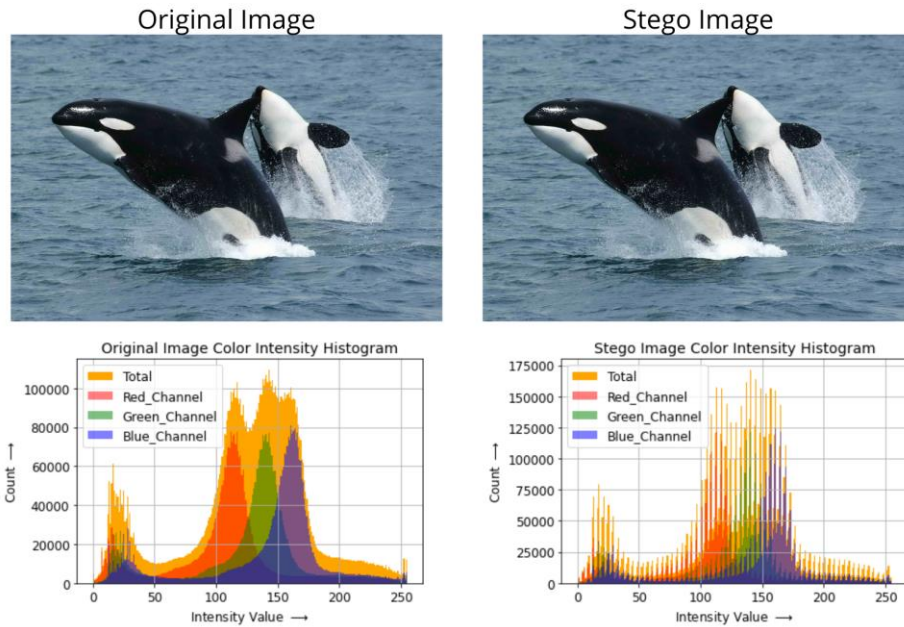 Original Image
Stego Image
Original Image Color Intensity Histogram
Count →
100000
80000
60000
40000
20000
0
Total
Red_Channel
Green_Channel
Blue_Channel
0 50 100 150 200 250
Intensity Value →
Stego Image Color Intensity Histogram
Count →
175000
150000
125000
100000
75000
50000
25000
0
Total
Red_Channel
Green_Channel
Blue_Channel
0 50 100 150 200 250
Intensity Value →